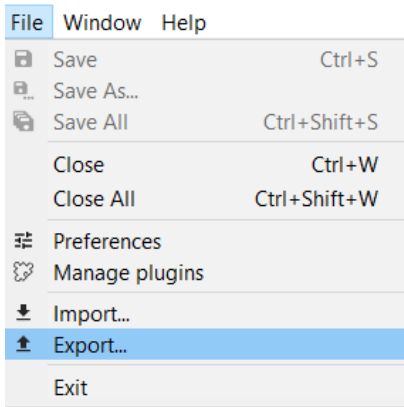 File Window Help
Save Ctrl+S
Save As...
Save All Ctrl+Shift+S
Close Ctrl+W
Close All Ctrl+Shift+W
Preferences
Manage plugins
Import...
Export...
Exit